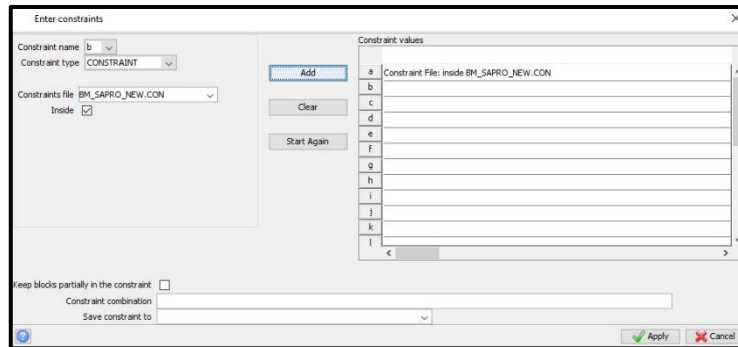 Enter constraints
Constraint name b
Constraint type CONSTRAINT
Constraints file BM_SAPRO_NEW.CON
Inside
Add
Clear
Start Again
Constraint values
a Constraint File: inside BM_SAPRO_NEW.CON
b
c
d
e
f
g
h
i
j
k
l
Keep blocks partially in the constraint
Constraint combination
Save constraint to
Apply
Cancel